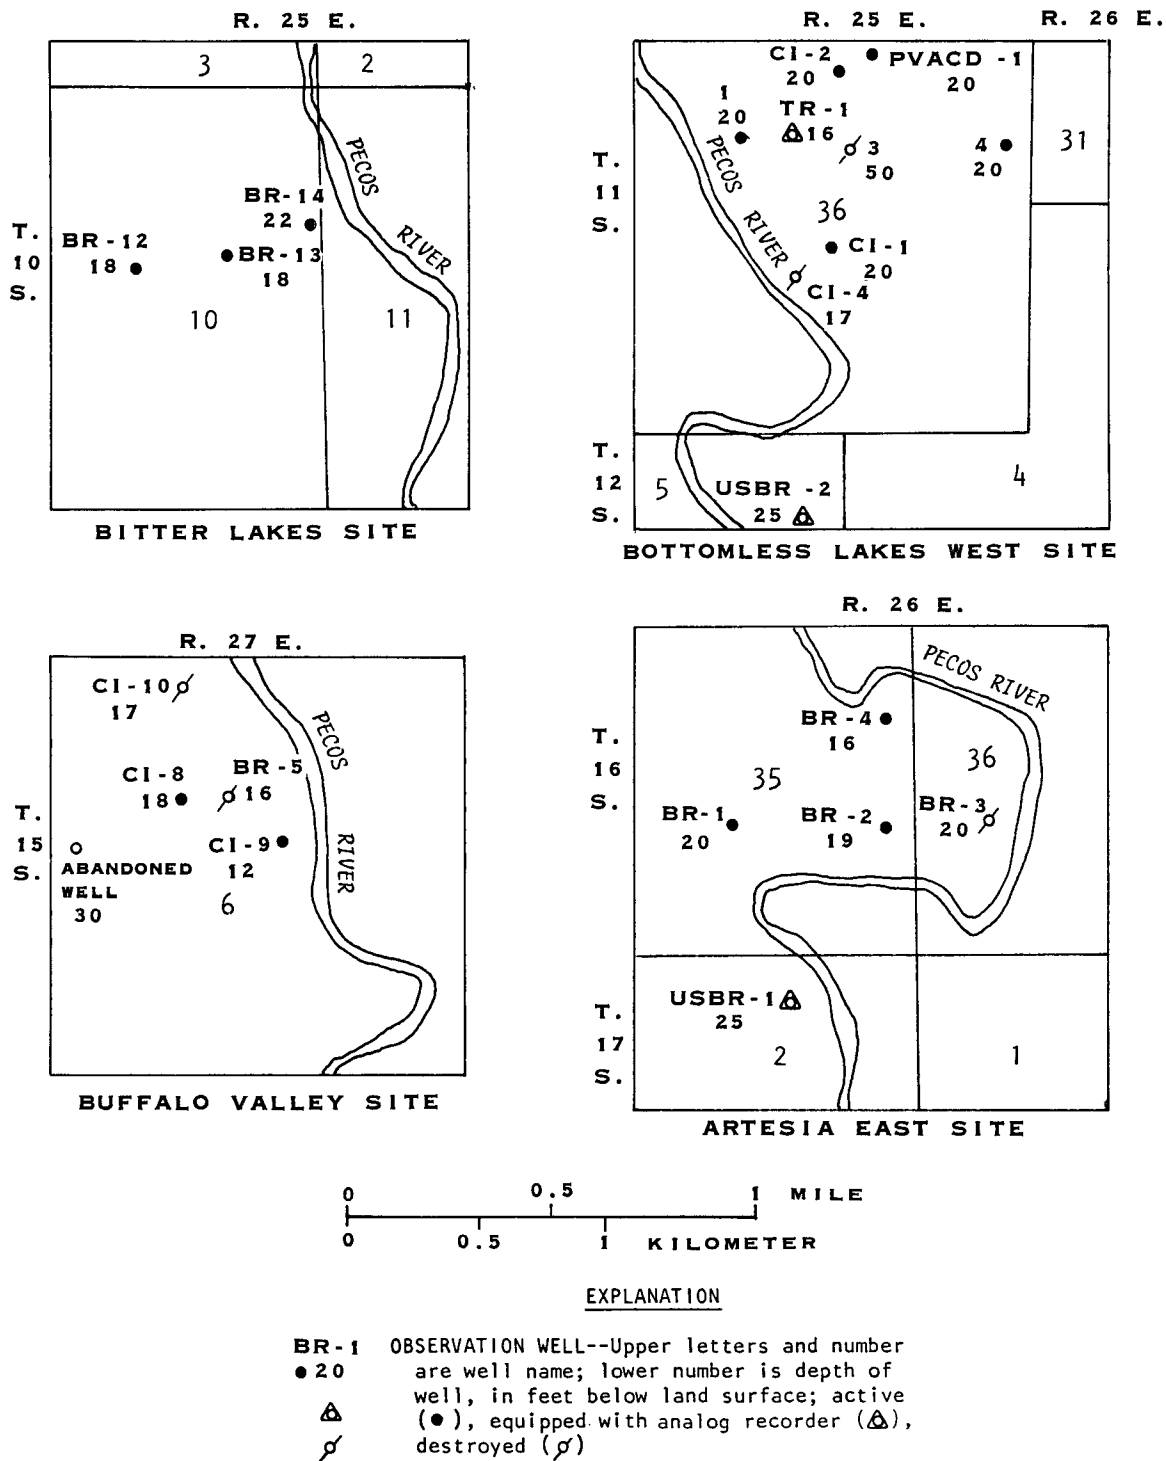 R. 25 E.
3
2
PECOS
RIVER
BR-14
22
BR-12
18
BR-13
18
T.
10
S.
10
11
BITTER LAKES SITE
R. 25 E.
R. 26 E.
CI-2
20
PVACD -1
20
1
20
TR-1
16
3
50
4
20
31
T.
11
S.
PECOS
RIVER
36
CI-1
20
CI-4
17
T.
12
S.
5
USBR -2
25
4
BOTTOMLESS LAKES WEST SITE
R. 27 E.
CI-10
17
PECOS
RIVER
CI-8
18
BR-5
16
T.
15
S.
CI-9
12
ABANDONED
WELL
30
6
BUFFALO VALLEY SITE
R. 26 E.
PECOS RIVER
BR-4
16
T.
16
S.
35
36
BR-1
20
BR -2
19
BR-3
20
USBR-1
25
T.
17
S.
2
1
ARTESIA EAST SITE
0 0.5 1 MILE
0 0.5 1 KILOMETER
EXPLANATION
BR-1 OBSERVATION WELL--Upper letters and number
20 are well name; lower number is depth of
well, in feet below land surface; active
(●), equipped with analog recorder (),
destroyed ()